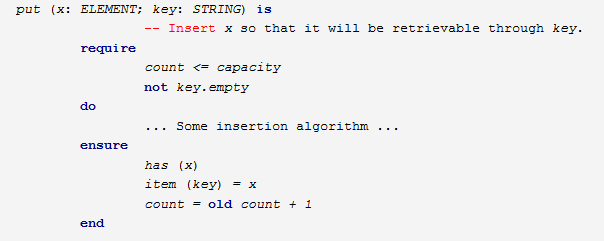 put (x: ELEMENT; key: STRING) is
-- Insert x so that it will be retrievable through key.
require
count <= capacity
not key.empty
do
... Some insertion algorithm ...
ensure
has (x)
item (key) = x
count = old count + 1
end